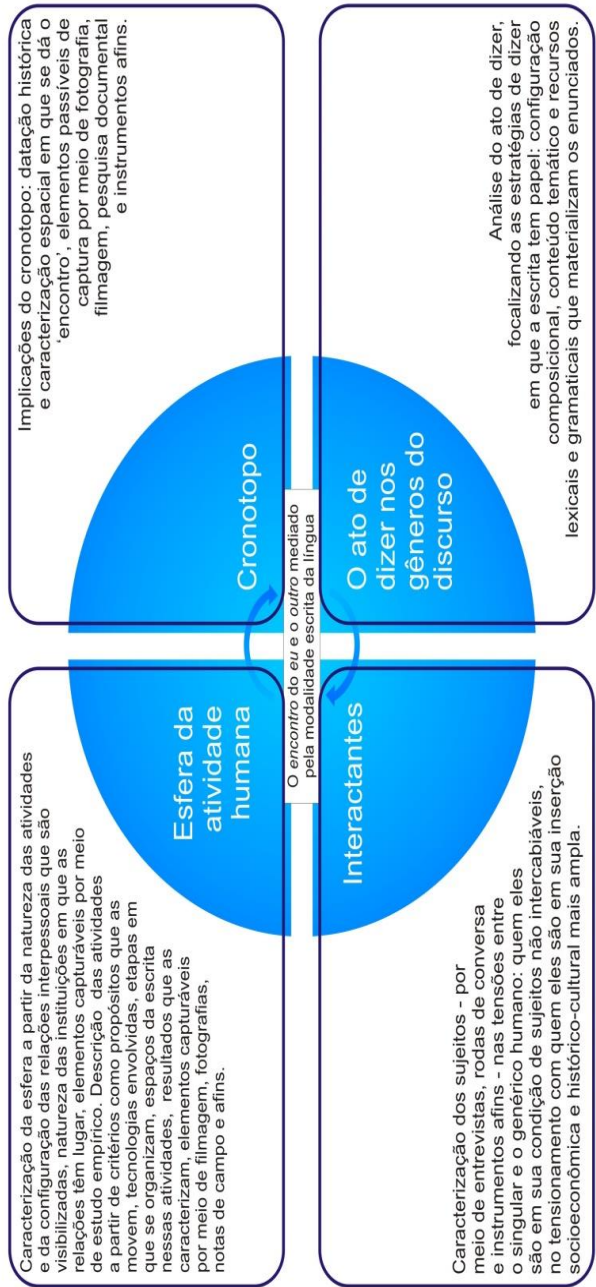 Caracterização da esfera a partir da natureza das atividades
e da configuração das relações interpessoais que são
visibilizadas, natureza das instituições em que as
relações têm lugar, elementos capturáveis por meio
de estudo empírico. Descrição das atividades
a partir de critérios como propósitos que as
movem, tecnologias envolvidas, etapas em
que se organizam, espaços da escrita
nessas atividades, resultados que as
caracterizam, elementos capturáveis
por meio de filmagem, fotografias,
notas de campo e afins.
Esfera da
atividade
humana
Implicações do cronotopo: datação histórica
e caracterização espacial em que se dá o
‘encontro’, elementos passíveis de
captura por meio de fotografia,
filmagem, pesquisa documental
e instrumentos afins.
Cronotopo
O encontro do eu e o outro mediado
pela modalidade escrita da língua
Interactantes
Caracterização dos sujeitos - por
meio de entrevistas, rodas de conversa
e instrumentos afins - nas tensões entre
o singular e o genérico humano: quem eles
são em sua condição de sujeitos não intercabiáveis,
no tensionamento com quem eles são em sua inserção
socioeconômica e histórico-cultural mais ampla.
O ato de
dizer nos
gêneros do
discurso
Análise do ato de dizer,
focalizando as estratégias de dizer
em que a escrita tem papel: configuração
composicional, conteúdo temático e recursos
lexicais e gramaticais que materializam os enunciados.